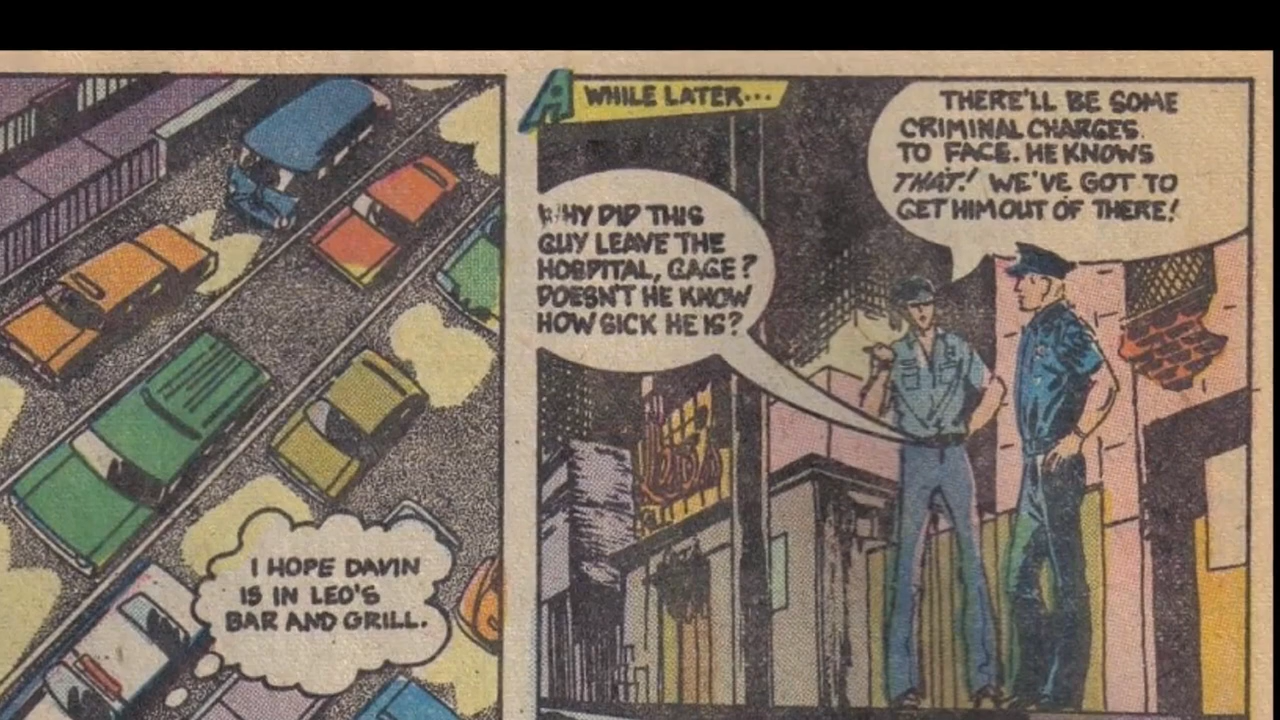 I HOPE DAVIN
IS IN LEO'S
BAR AND GRILL.
A WHILE LATER...
WHY DID THIS
GUY LEAVE THE
HOSPITAL, GAGE?
DOESN'T HE KNOW
HOW SICK HE IS?
THERE'LL BE SOME
CRIMINAL CHARGES
TO FACE. HE KNOWS
THAT! WE'VE GOT TO
GET HIM OUT OF THERE!